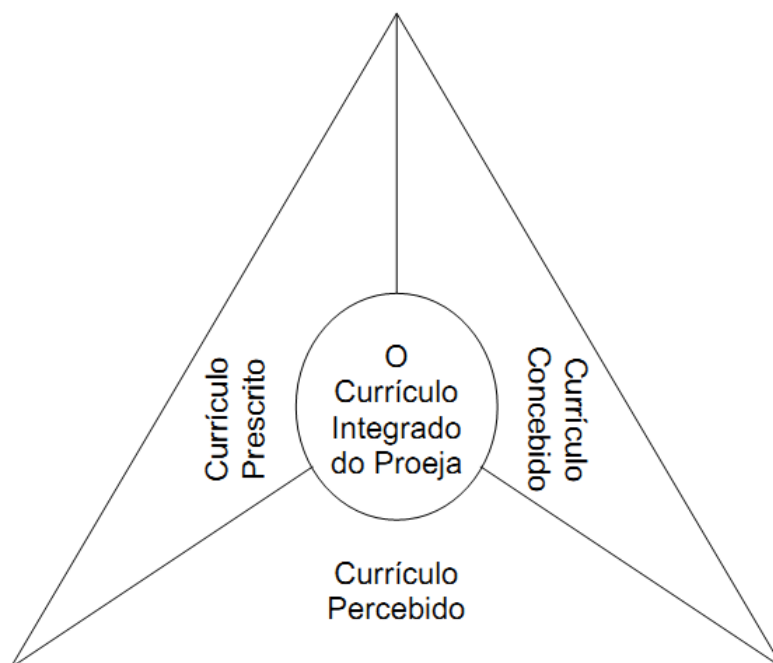 O
Currículo
Integrado
do Proeja
Currículo
Prescrito
Currículo
Concebido
Currículo
Percebido